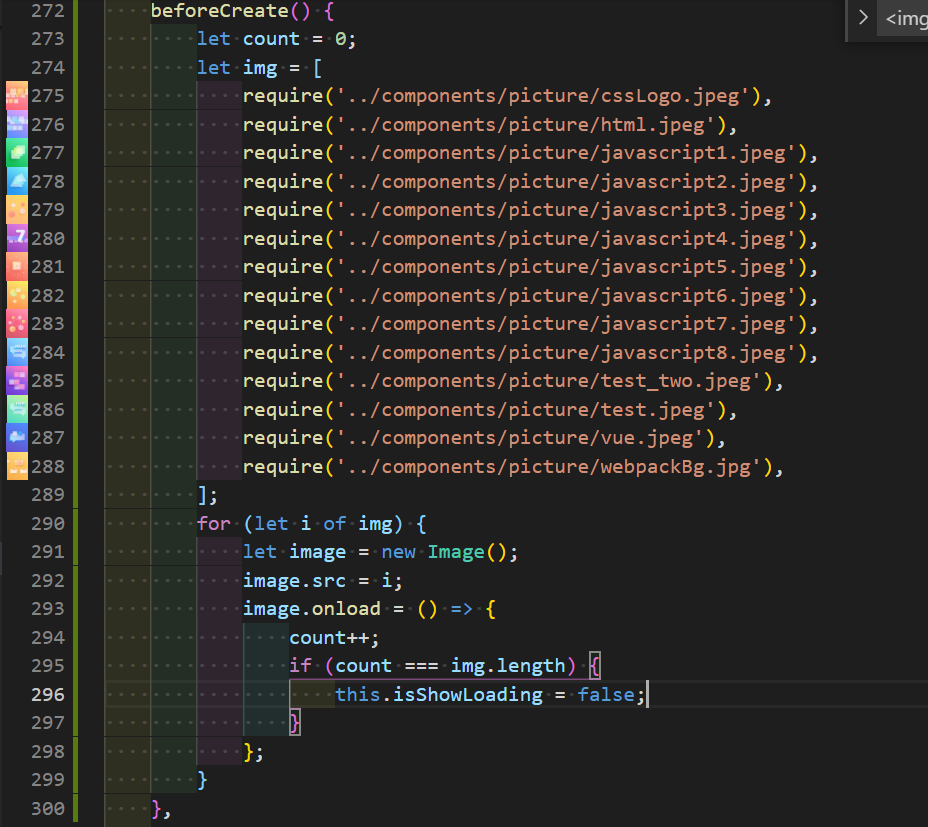 272 beforeCreate() {
273 let count = 0;
274 let img = [
275 require('../components/picture/cssLogo.jpeg'),
276 require('../components/picture/html.jpeg'),
277 require('../components/picture/javascript1.jpeg'),
278 require('../components/picture/javascript2.jpeg'),
279 require('../components/picture/javascript3.jpeg'),
280 require('../components/picture/javascript4.jpeg'),
281 require('../components/picture/javascript5.jpeg'),
282 require('../components/picture/javascript6.jpeg'),
283 require('../components/picture/javascript7.jpeg'),
284 require('../components/picture/javascript8.jpeg'),
285 require('../components/picture/test_two.jpeg'),
286 require('../components/picture/test.jpeg'),
287 require('../components/picture/vue.jpeg'),
288 require('../components/picture/webpackBg.jpg'),
289 ];
290 for (let i of img) {
291 let image = new Image();
292 image.src = i;
293 image.onload = () => {
294 count++;
295 if (count === img.length) {
296 this.isShowLoading = false;
297 }
298 };
299 }
300 },
<img